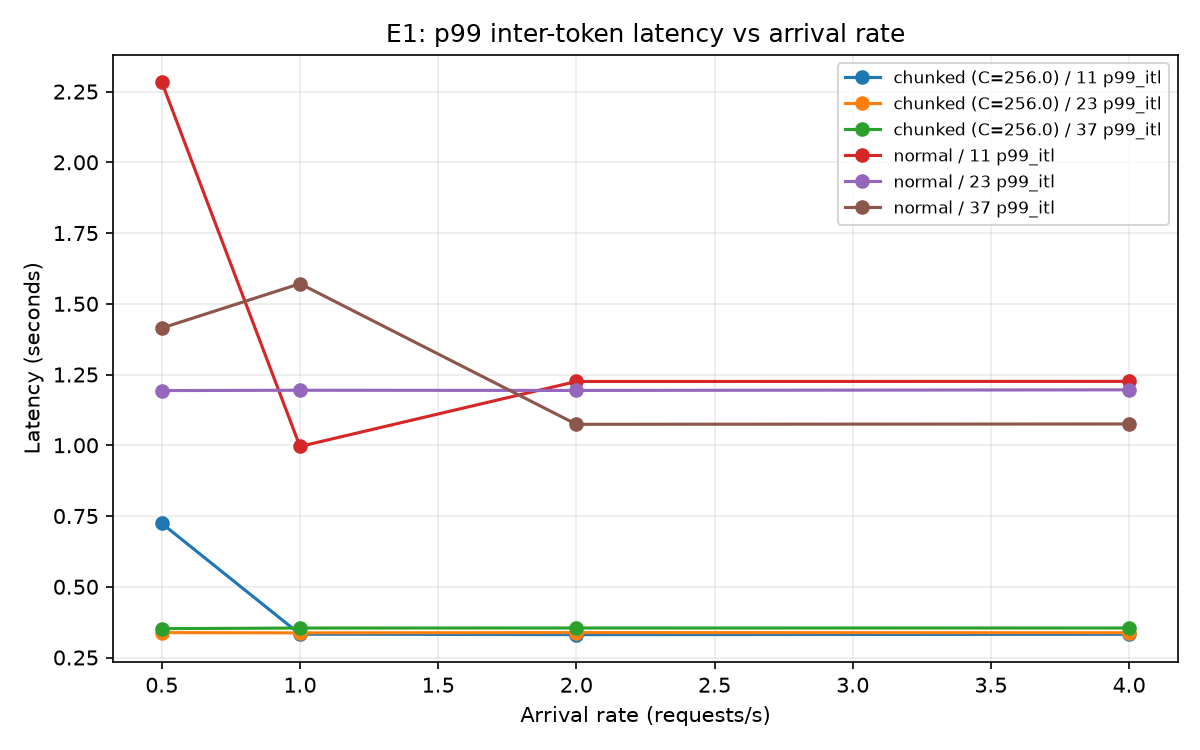 E1: p99 inter-token latency vs arrival rate
chunked (C=256.0) / 11 p99_itl
chunked (C=256.0) / 23 p99_itl
chunked (C=256.0) / 37 p99_itl
normal / 11 p99_itl
normal / 23 p99_itl
normal / 37 p99_itl
Latency (seconds)
2.25
2.00
1.75
1.50
1.25
1.00
0.75
0.50
0.25
0.5 1.0 1.5 2.0 2.5 3.0 3.5 4.0
Arrival rate (requests/s)